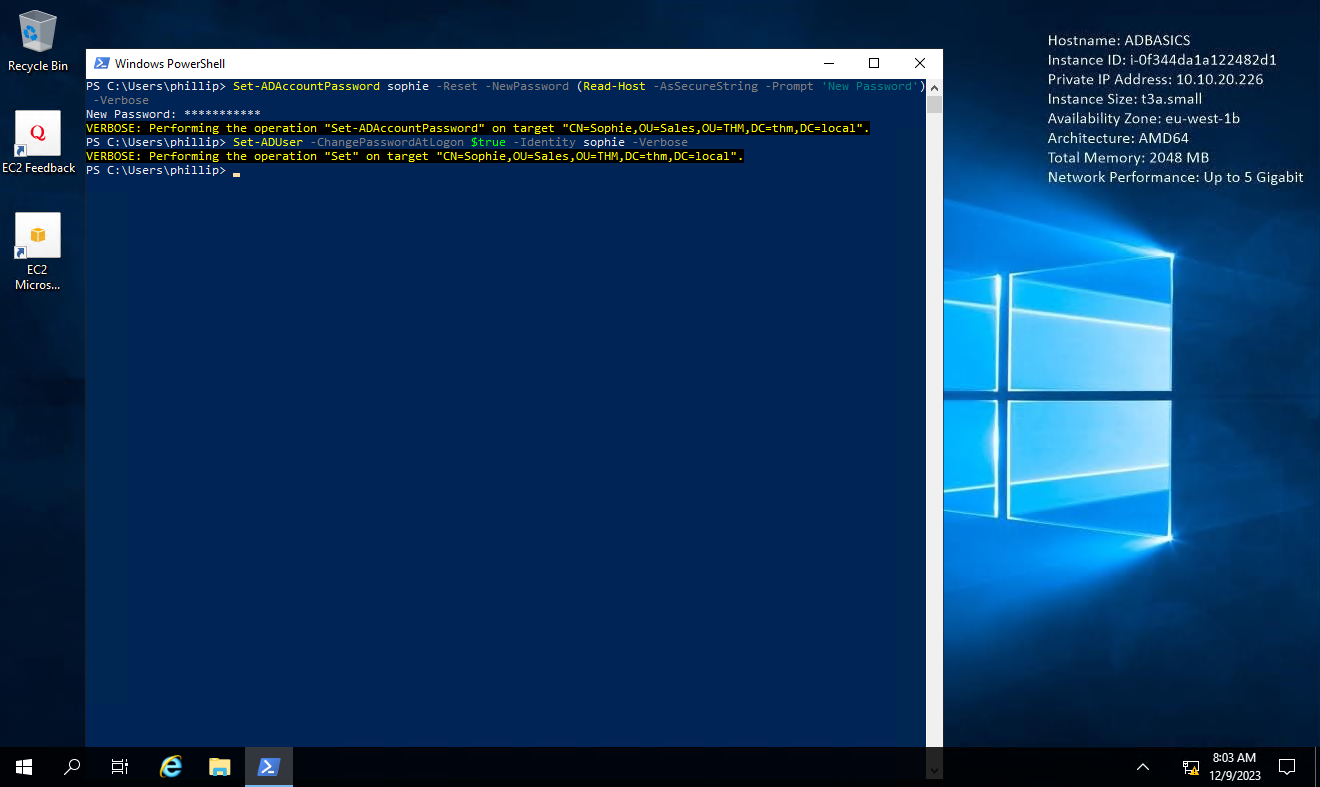 Recycle Bin
EC2 Feedback
EC2
Micros...
Windows PowerShell
PS C:\Users\phillip> Set-ADAccountPassword sophie -Reset -NewPassword (Read-Host -AsSecureString -Prompt 'New Password')
-Verbose
New Password: ***********
VERBOSE: Performing the operation "Set-ADAccountPassword" on target "CN=Sophie,OU=Sales,OU=THM,DC=thm,DC=local".
PS C:\Users\phillip> Set-ADUser -ChangePasswordAtLogon $true -Identity sophie -Verbose
VERBOSE: Performing the operation "Set" on target "CN=Sophie,OU=Sales,OU=THM,DC=thm,DC=local".
PS C:\Users\phillip>
Hostname: ADBASICS
Instance ID: i-0f344da1a122482d1
Private IP Address: 10.10.20.226
Instance Size: t3a.small
Availability Zone: eu-west-1b
Architecture: AMD64
Total Memory: 2048 MB
Network Performance: Up to 5 Gigabit
8:03 AM
12/9/2023